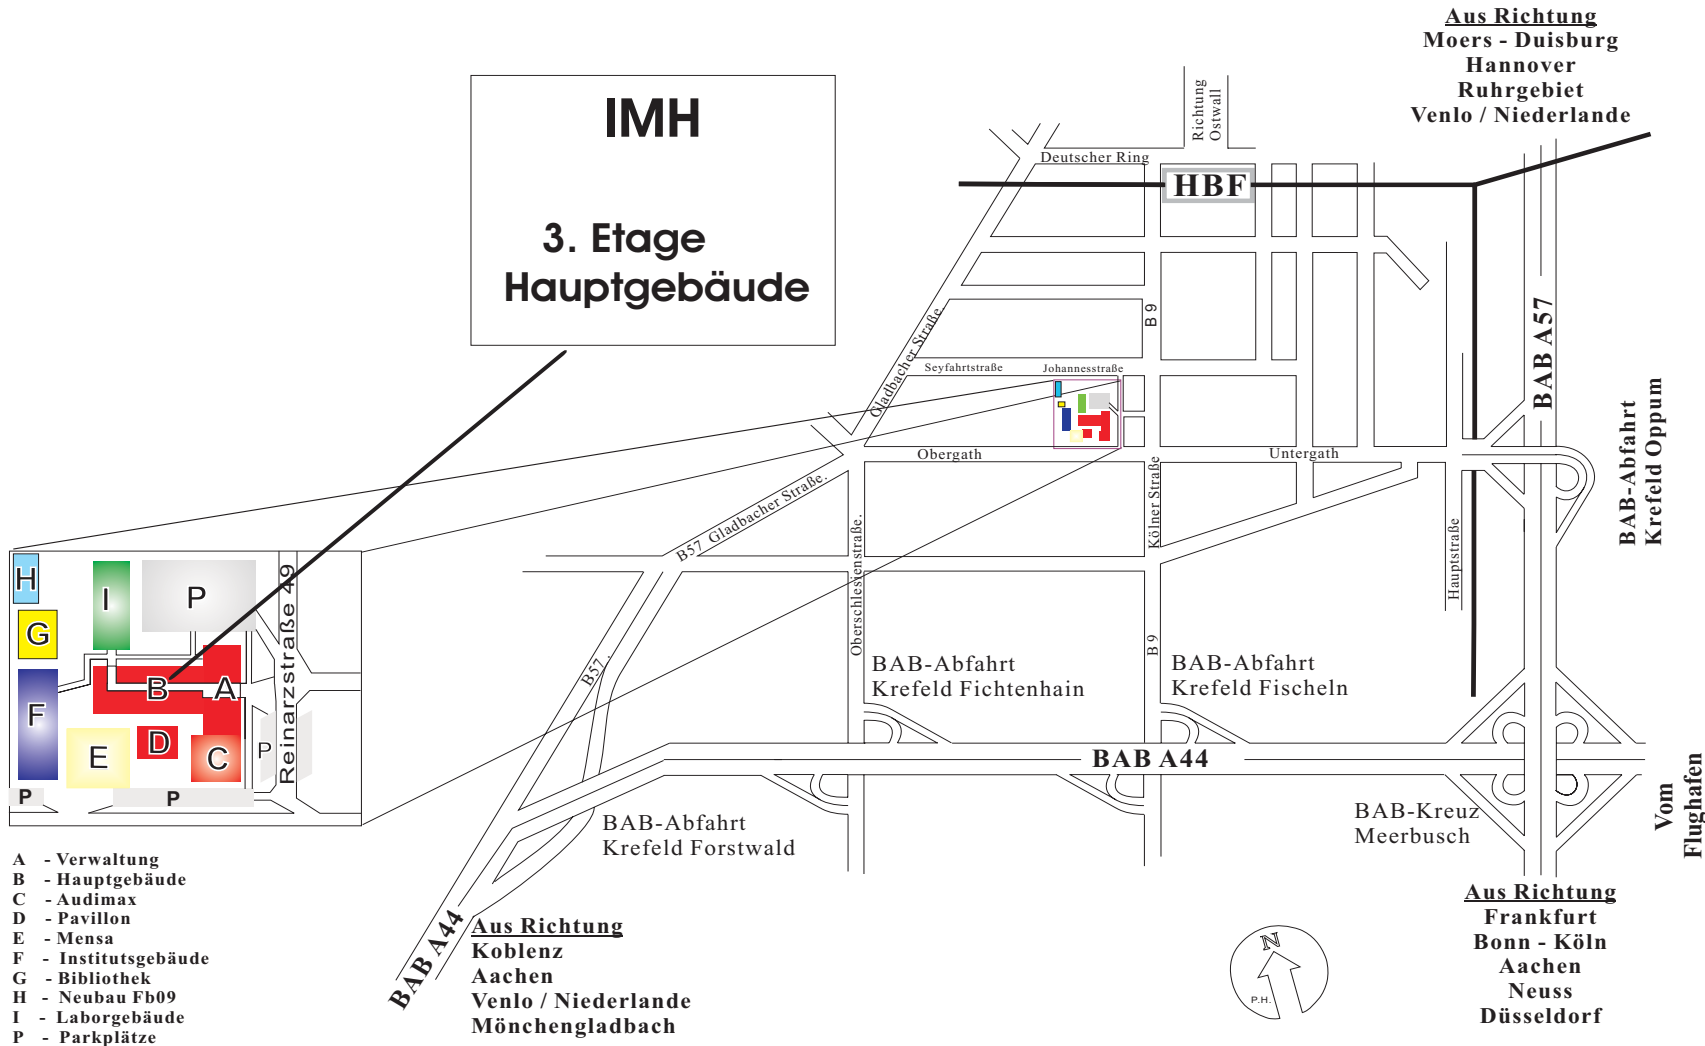 IMH
3. Etage
Hauptgebäude
Aus Richtung
Moers - Duisburg
Hannover
Ruhrgebiet
Venlo / Niederlande
Richtung
Ostwall
Deutscher Ring
HBF
B 9
BAB A57
Gladbacher Straße.
Seyfahrtstraße
Johannesstraße
Obergath
Untergath
BAB-Abfahrt
Krefeld Oppum
B57 Gladbacher Straße.
Oberschlesienstraße.
Kölner Straße
Hauptstraße
B57 .
B 9
BAB-Abfahrt
Krefeld Fichtenhain
BAB-Abfahrt
Krefeld Fischeln
BAB A44
BAB-Abfahrt
Krefeld Forstwald
BAB-Kreuz
Meerbusch
Vom
Flughafen
BAB A44
Aus Richtung
Koblenz
Aachen
Venlo / Niederlande
Mönchengladbach
N
P.H.
Aus Richtung
Frankfurt
Bonn - Köln
Aachen
Neuss
Düsseldorf
H
I
P
G
B
A
F
E
D
C
P
P
P
Reinarzstraße 49
A - Verwaltung
B - Hauptgebäude
C - Audimax
D - Pavillon
E - Mensa
F - Institutsgebäude
G - Bibliothek
H - Neubau Fb09
I - Laborgebäude
P - Parkplätze